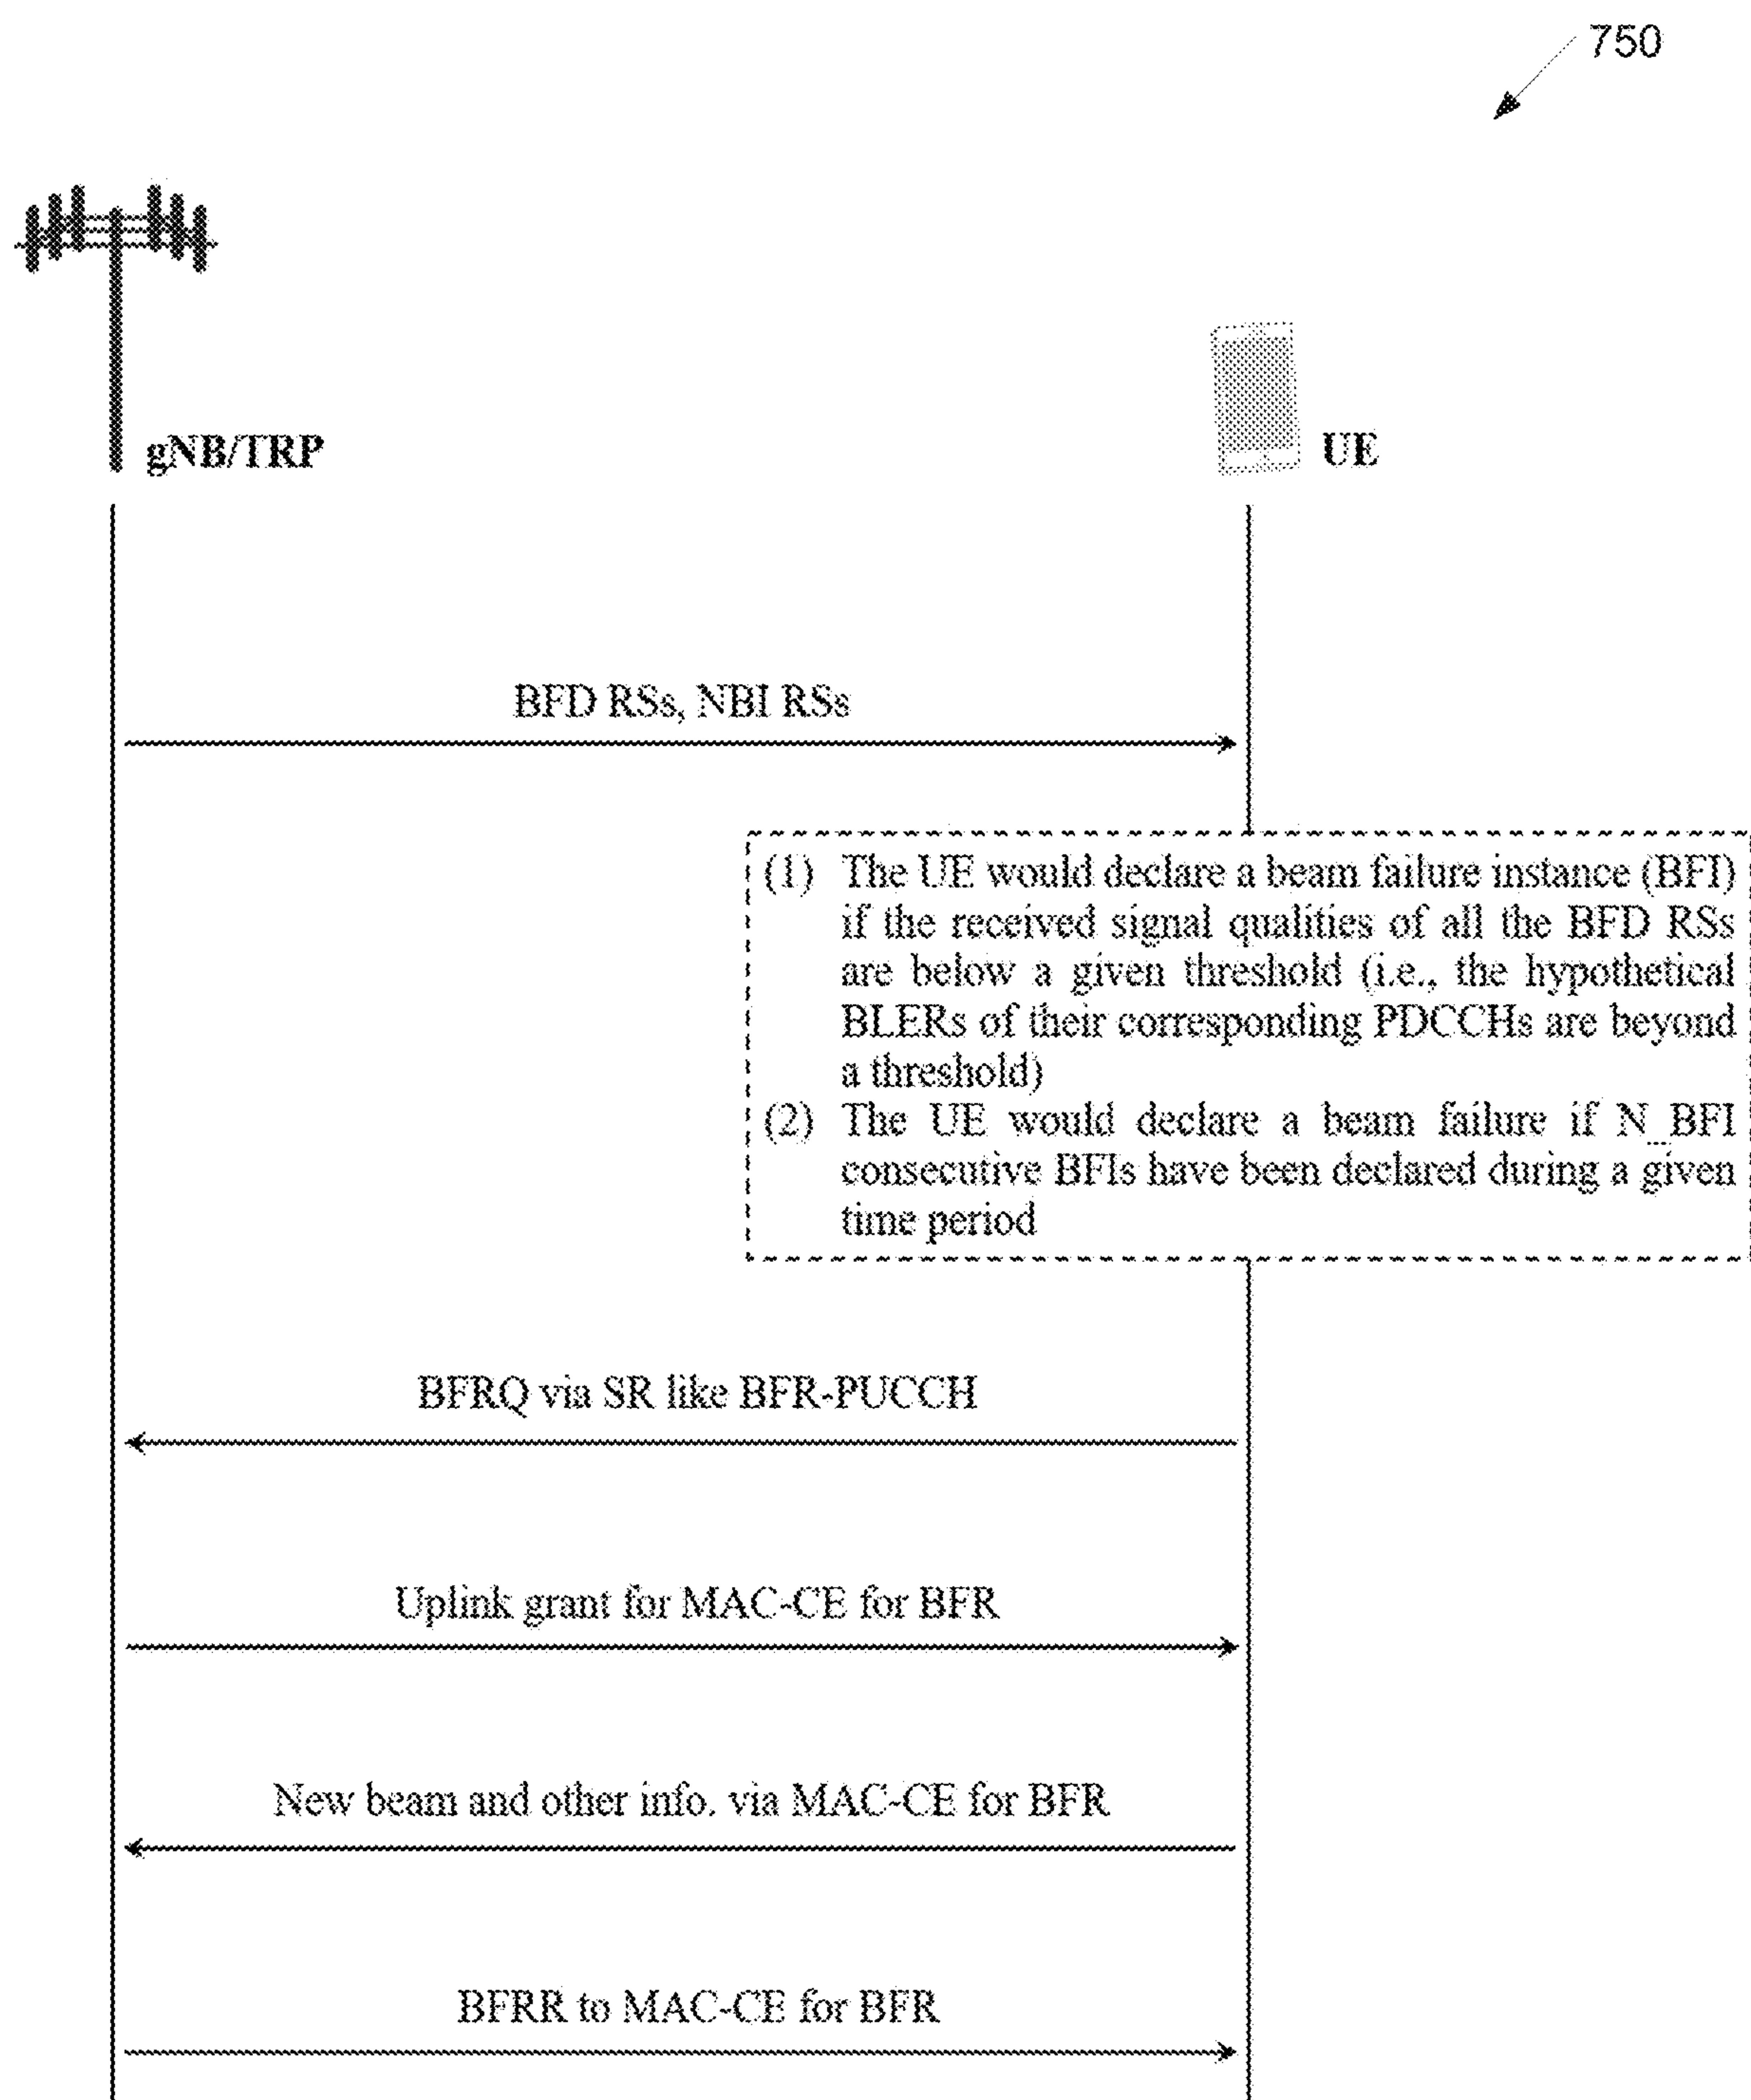 750
gNB/TRP
UE
BFD RSs, NBI RSs
(1) The UE would declare a beam failure instance (BFI)
if the received signal qualities of all the BFD RSs
are below a given threshold (i.e., the hypothetical
BLERs of their corresponding PDCCHs are beyond
a threshold)
(2) The UE would declare a beam failure if N_BFI
consecutive BFIs have been declared during a given
time period
BFRQ via SR like BFR-PUCCH
Uplink grant for MAC-CE for BFR
New beam and other info. via MAC-CE for BFR
BFRR to MAC-CE for BFR